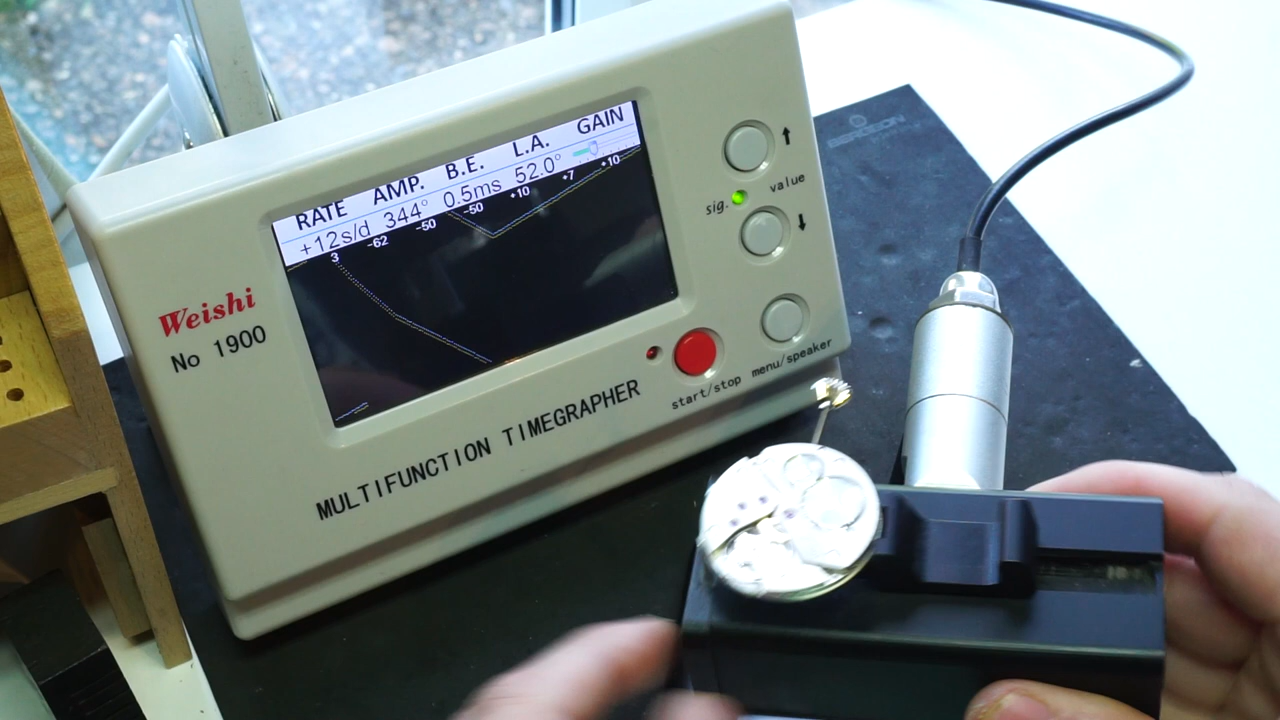 RATE AMP. B.E. L.A. GAIN
+12s/d 344° 0.5ms 52.0°
3 -62 -50 -50 +10 +7 +10
Weishi
No 1900
MULTIFUNCTION TIMEGRAPHER
sig. value
start/stop menu/speaker
BERGEON